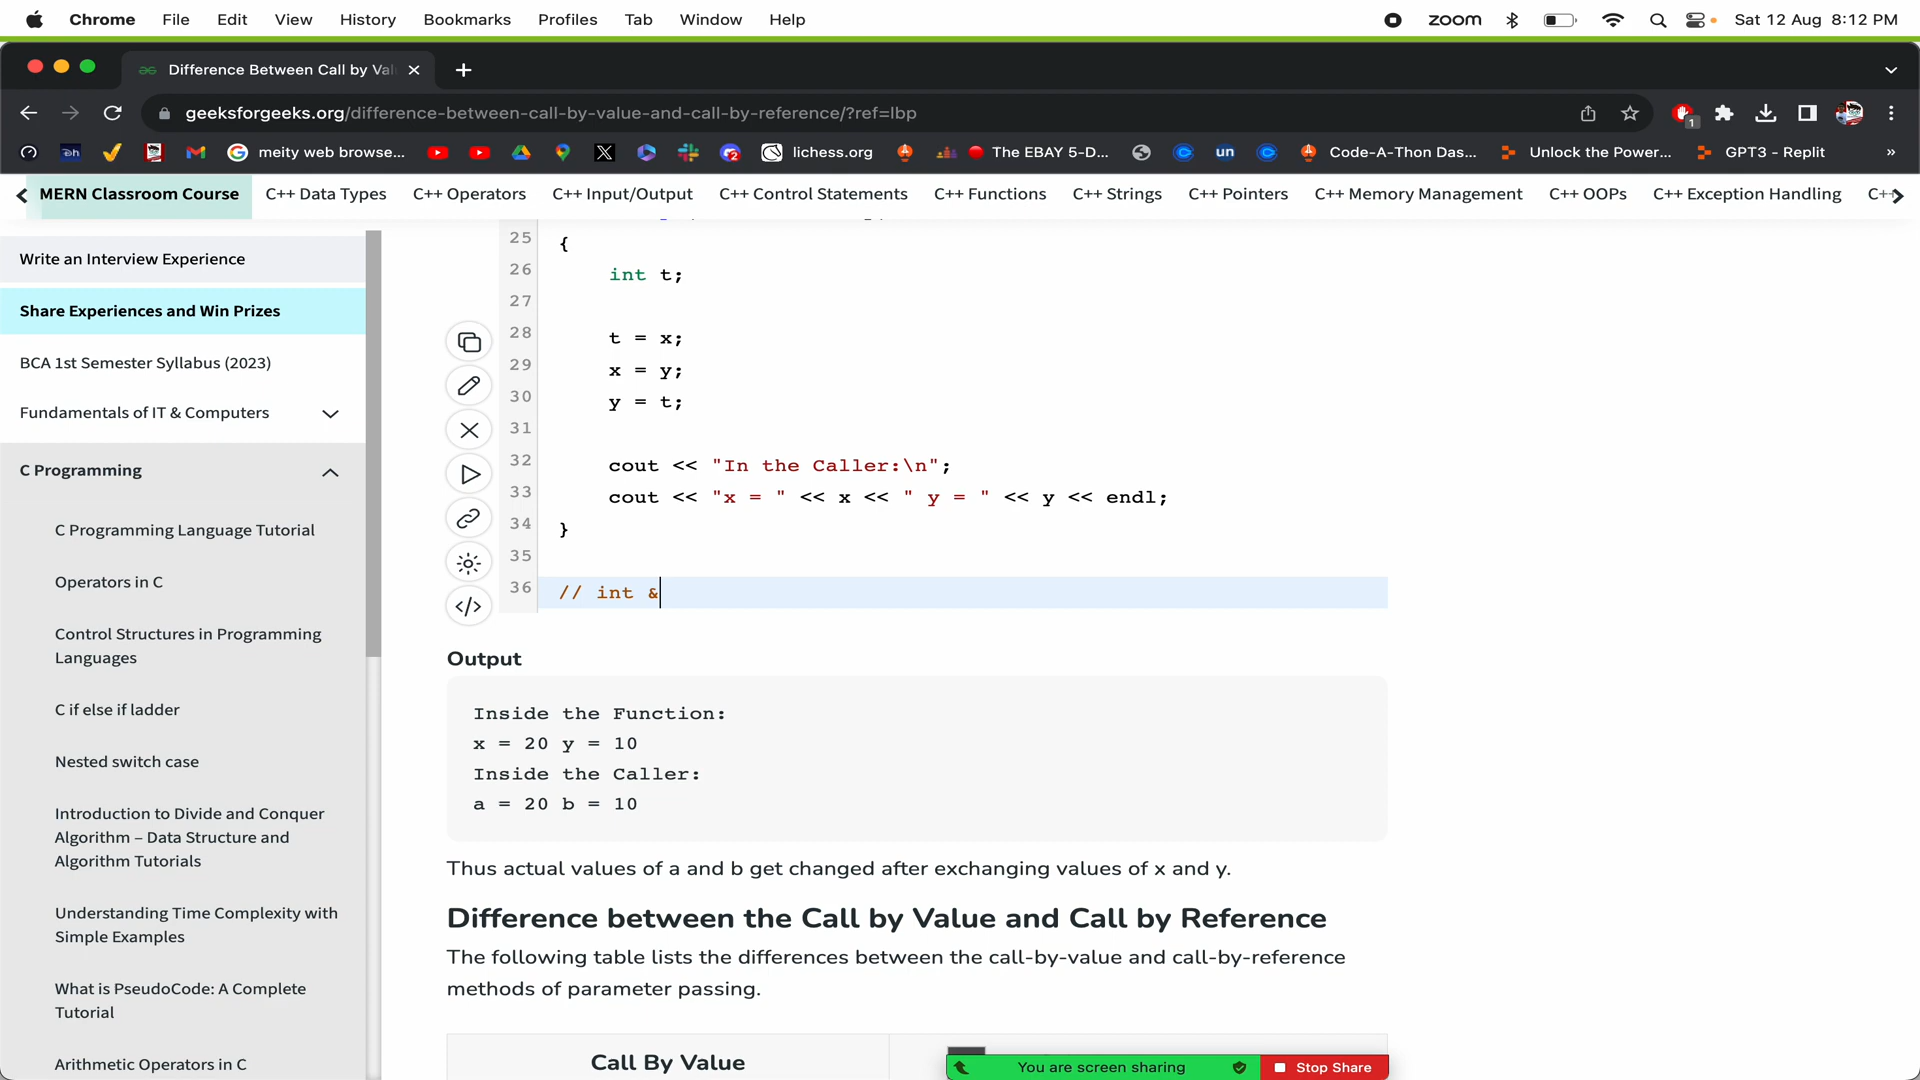 Chrome File Edit View History Bookmarks Profiles Tab Window Help zoom Sat 12 Aug 8:12 PM
Difference Between Call by Val
geeksforgeeks.org/difference-between-call-by-value-and-call-by-reference/?ref=lbp
1
meity web browse... lichess.org The EBAY 5-D... un Code-A-Thon Das... Unlock the Power... GPT3 - Replit »
MERN Classroom Course C++ Data Types C++ Operators C++ Input/Output C++ Control Statements C++ Functions C++ Strings C++ Pointers C++ Memory Management C++ OOPs C++ Exception Handling C++
Write an Interview Experience
Share Experiences and Win Prizes
BCA 1st Semester Syllabus (2023)
Fundamentals of IT & Computers
C Programming
C Programming Language Tutorial
Operators in C
Control Structures in Programming
Languages
C if else if ladder
Nested switch case
Introduction to Divide and Conquer
Algorithm – Data Structure and
Algorithm Tutorials
Understanding Time Complexity with
Simple Examples
What is PseudoCode: A Complete
Tutorial
Arithmetic Operators in C
25 {
26 int t;
27
28 t = x;
29 x = y;
30 y = t;
31
32 cout << "In the Caller:\n";
33 cout << "x = " << x << " y = " << y << endl;
34 }
35
36 // int &
Output
Inside the Function:
x = 20 y = 10
Inside the Caller:
a = 20 b = 10
Thus actual values of a and b get changed after exchanging values of x and y.
Difference between the Call by Value and Call by Reference
The following table lists the differences between the call-by-value and call-by-reference
methods of parameter passing.
Call By Value
You are screen sharing Stop Share